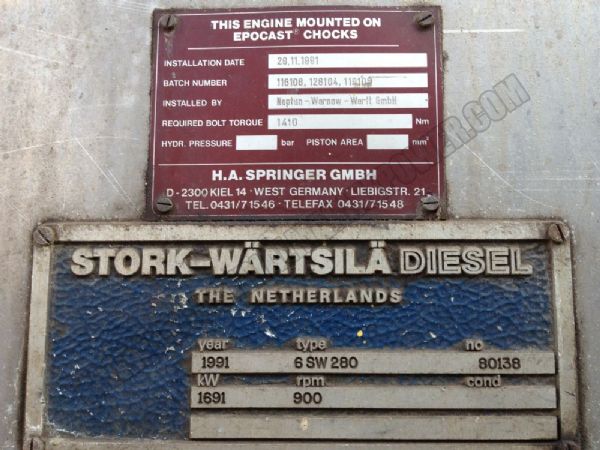 THIS ENGINE MOUNTED ON
EPOCAST® CHOCKS
INSTALLATION DATE 28.11.1991
BATCH NUMBER 116108, 128104, 118109
INSTALLED BY Neptun-Warnow-Werft GmbH
REQUIRED BOLT TORQUE 1410 Nm
HYDR. PRESSURE bar PISTON AREA mm²
H.A. SPRINGER GMBH
D-2300 KIEL 14 · WEST GERMANY · LIEBIGSTR. 21
TEL. 0431/71546 · TELEFAX 0431/71548
STORK-WÄRTSILÄ DIESEL
THE NETHERLANDS
year type no
1991 6 SW 280 80138
kW rpm cond
1691 900